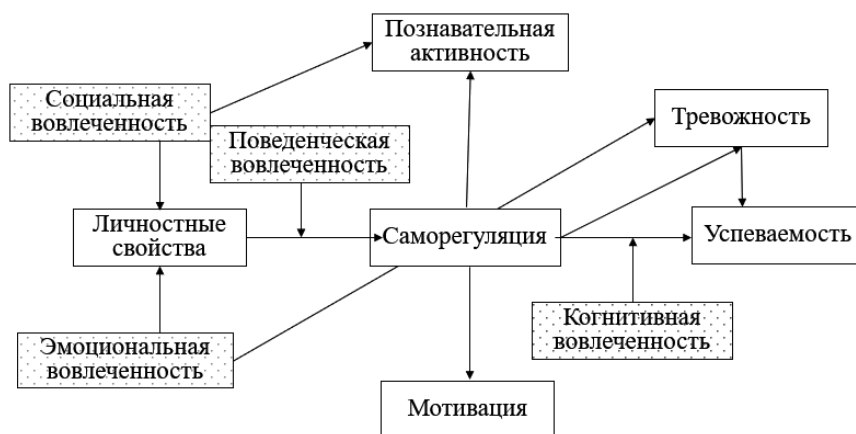 Познавательная
активность
Социальная
вовлеченность
Тревожность
Поведенческая
вовлеченность
Личностные
свойства
Саморегуляция
Успеваемость
Когнитивная
вовлеченность
Эмоциональная
вовлеченность
Мотивация